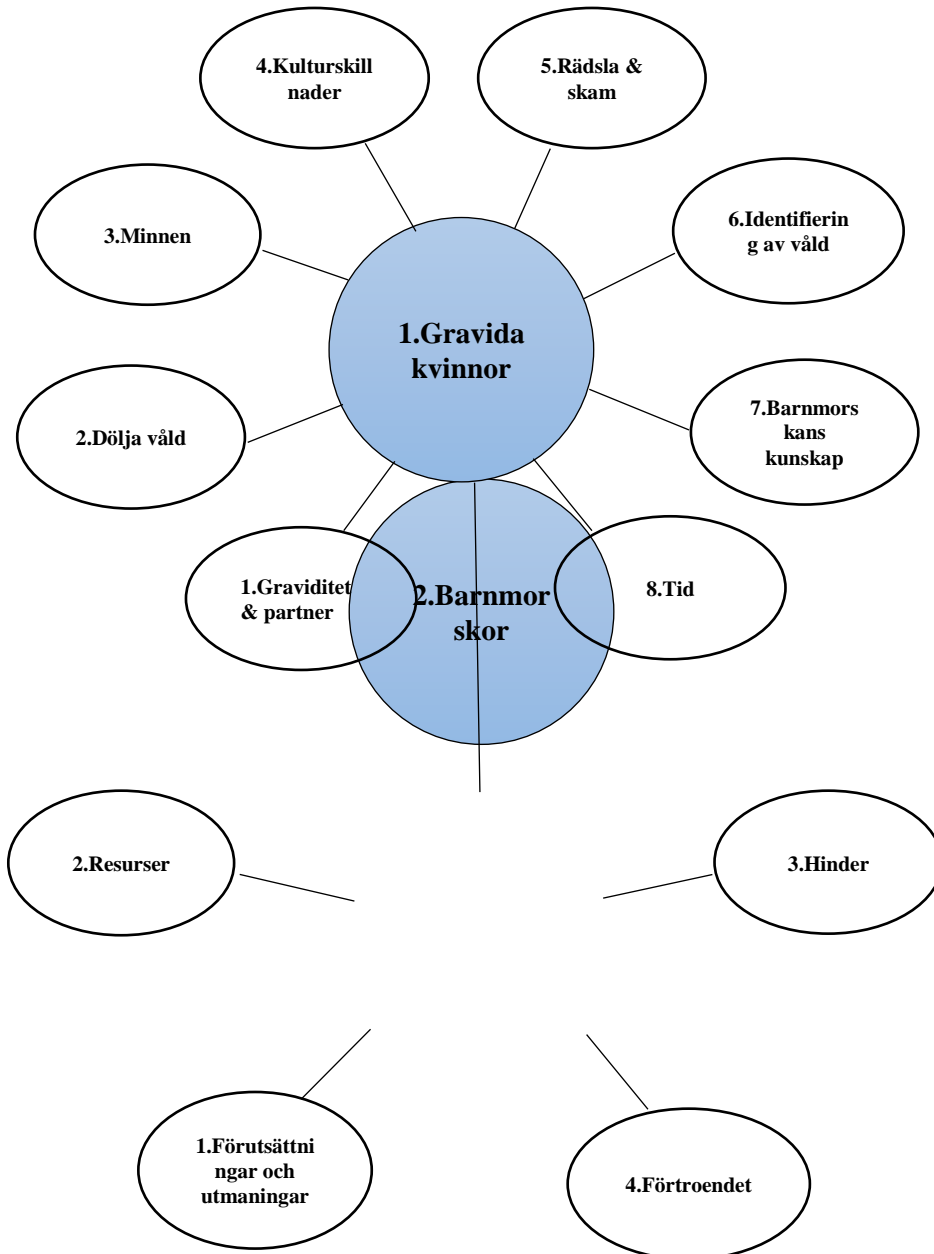 4.Kulturskill
nader
5.Rädsla &
skam
3.Minnen
6.Identifierin
g av våld
1.Gravida
kvinnor
2.Dölja våld
7.Barnmors
kans
kunskap
1.Graviditet
& partner
2.Barnmor
skor
8.Tid
2.Resurser
3.Hinder
1.Förutsättni
ngar och
utmaningar
4.Förtroendet